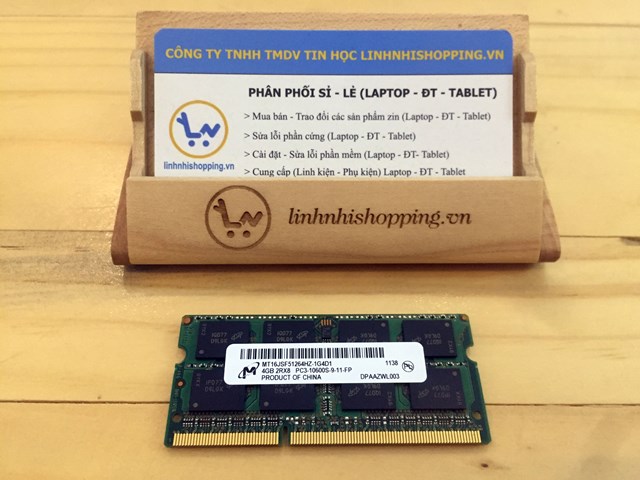 CÔNG TY TNHH TMDV TIN HỌC LINHNHISHOPPING.VN
PHÂN PHỐI SỈ - LẺ (LAPTOP - ĐT - TABLET)
> Mua bán - Trao đổi các sản phẩm zin (Laptop - ĐT - Tablet)
> Sửa lỗi phần cứng (Laptop - ĐT - Tablet)
> Cài đặt - Sửa lỗi phần mềm (Laptop - ĐT- Tablet)
> Cung cấp (Linh kiện - Phụ kiện) Laptop - ĐT - Tablet
linhnhishopping.vn
linhnhishopping.vn
MT16JSF51264HZ-1G4D1 1138
4GB 2RX8 PC3-10600S-9-11-FP
PRODUCT OF CHINA DPAAZWL003